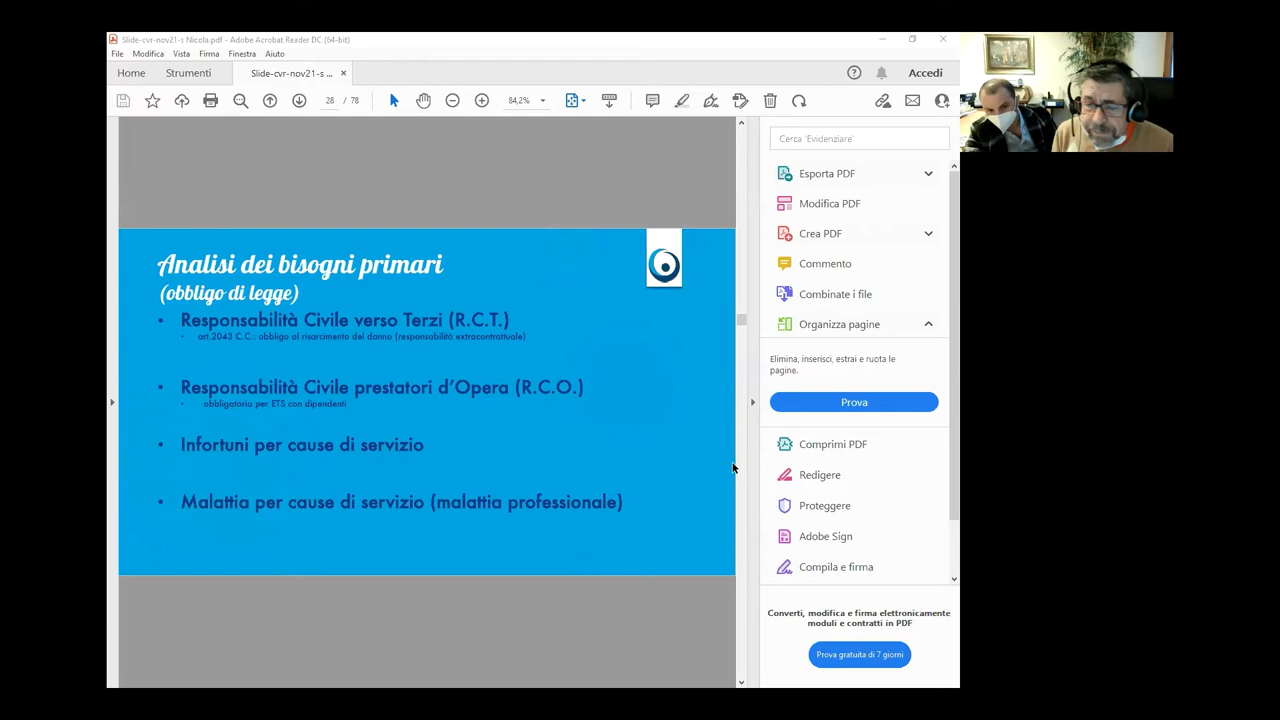 Slide-cvr-nov21-s Nicola.pdf - Adobe Acrobat Reader DC (64-bit)
File Modifica Vista Firma Finestra Aiuto
Home Strumenti Slide-cvr-nov21-s ... × Accedi
28 / 78 84,2%
Cerca 'Evidenziare'
Esporta PDF
Modifica PDF
Crea PDF
Commento
Combinate i file
Organizza pagine
Elimina, inserisci, estrai e ruota le
pagine.
Prova
Comprimi PDF
Redigere
Proteggere
Adobe Sign
Compila e firma
Converti, modifica e firma elettronicamente
moduli e contratti in PDF
Prova gratuita di 7 giorni
Analisi dei bisogni primari
(obbligo di legge)
• Responsabilità Civile verso Terzi (R.C.T.)
• art.2043 C.C.: obbligo al risarcimento del danno (responsabilità extracontrattuale)
• Responsabilità Civile prestatori d'Opera (R.C.O.)
• obbligatoria per ETS con dipendenti
• Infortuni per cause di servizio
• Malattia per cause di servizio (malattia professionale)